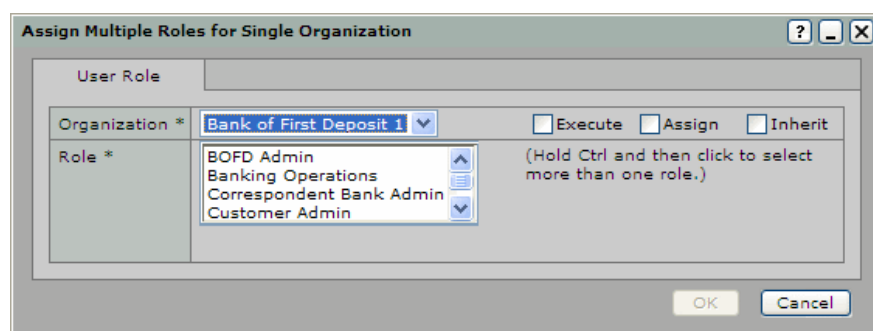 Assign Multiple Roles for Single Organization ?
User Role
Organization * Bank of First Deposit 1 Execute Assign Inherit
Role * BOFD Admin (Hold Ctrl and then click to select
Banking Operations more than one role.)
Correspondent Bank Admin
Customer Admin
OK Cancel